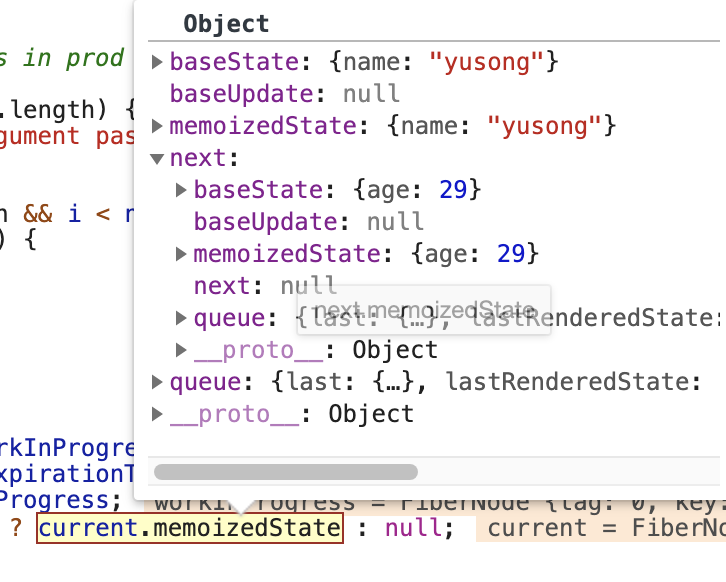 Object
s in prod
baseState: {name: "yusong"}
baseUpdate: null
.length) {
memoizedState: {name: "yusong"}
gument pas
next:
baseState: {age: 29}
n && i < n
baseUpdate: null
) {
memoizedState: {age: 29}
next: null
next.memoizedState
queue: {last: {…}, lastRenderedState:
__proto__: Object
queue: {last: {…}, lastRenderedState:
__proto__: Object
rkInProgre
xpirationT
Progress; workInProgress = FiberNode {tag: 0, key:
? current.memoizedState : null; current = FiberNo